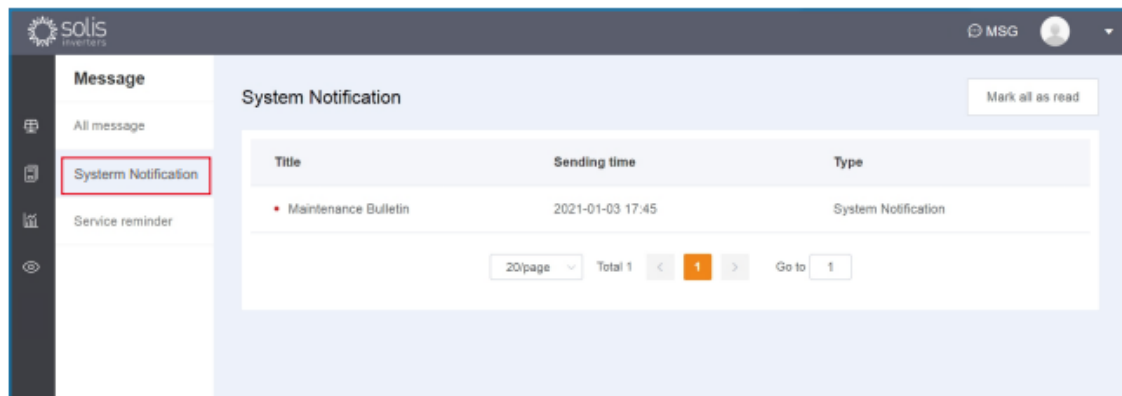 solis
inverters
MSG
Message
All message
Systerm Notification
Service reminder
System Notification
Mark all as read
Title Sending time Type
Maintenance Bulletin 2021-01-03 17:45 System Notification
20/page Total 1 < 1 > Go to 1